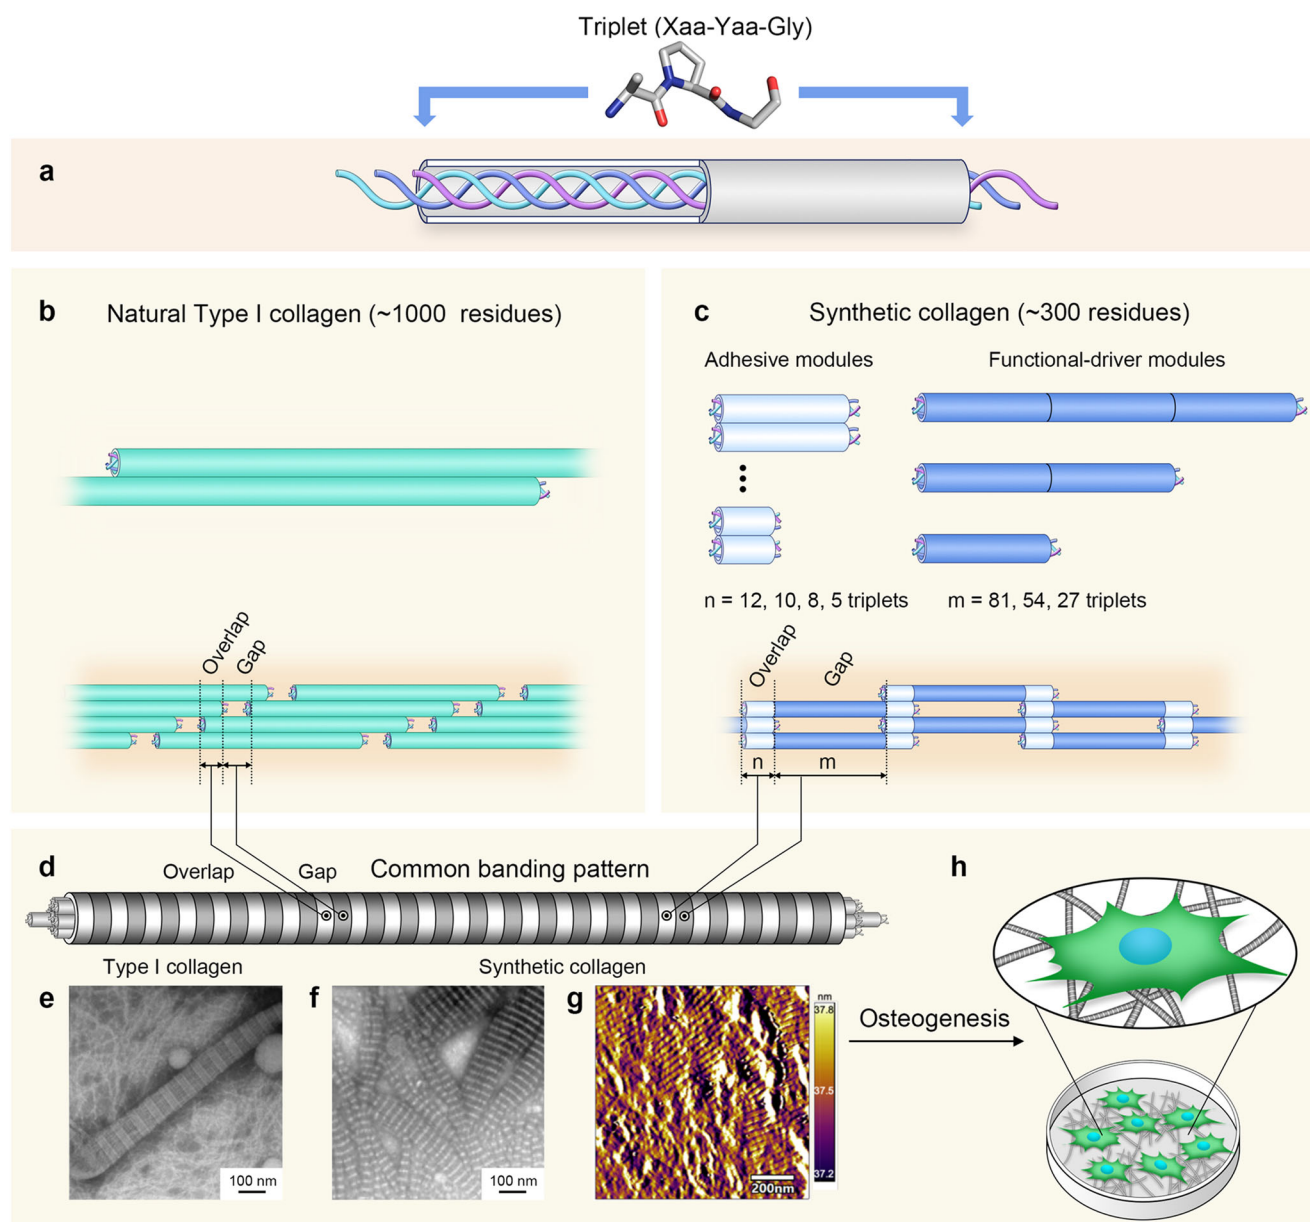 Triplet (Xaa-Yaa-Gly)
a
b
Natural Type I collagen (~1000 residues)
Overlap
Gap
c
Synthetic collagen (~300 residues)
Adhesive modules
Functional-driver modules
n = 12, 10, 8, 5 triplets
m = 81, 54, 27 triplets
Overlap
Gap
n
m
d
Overlap
Gap
Common banding pattern
Type I collagen
Synthetic collagen
e
100 nm
f
100 nm
g
nm
37.8
37.5
37.2
200nm
Osteogenesis
h